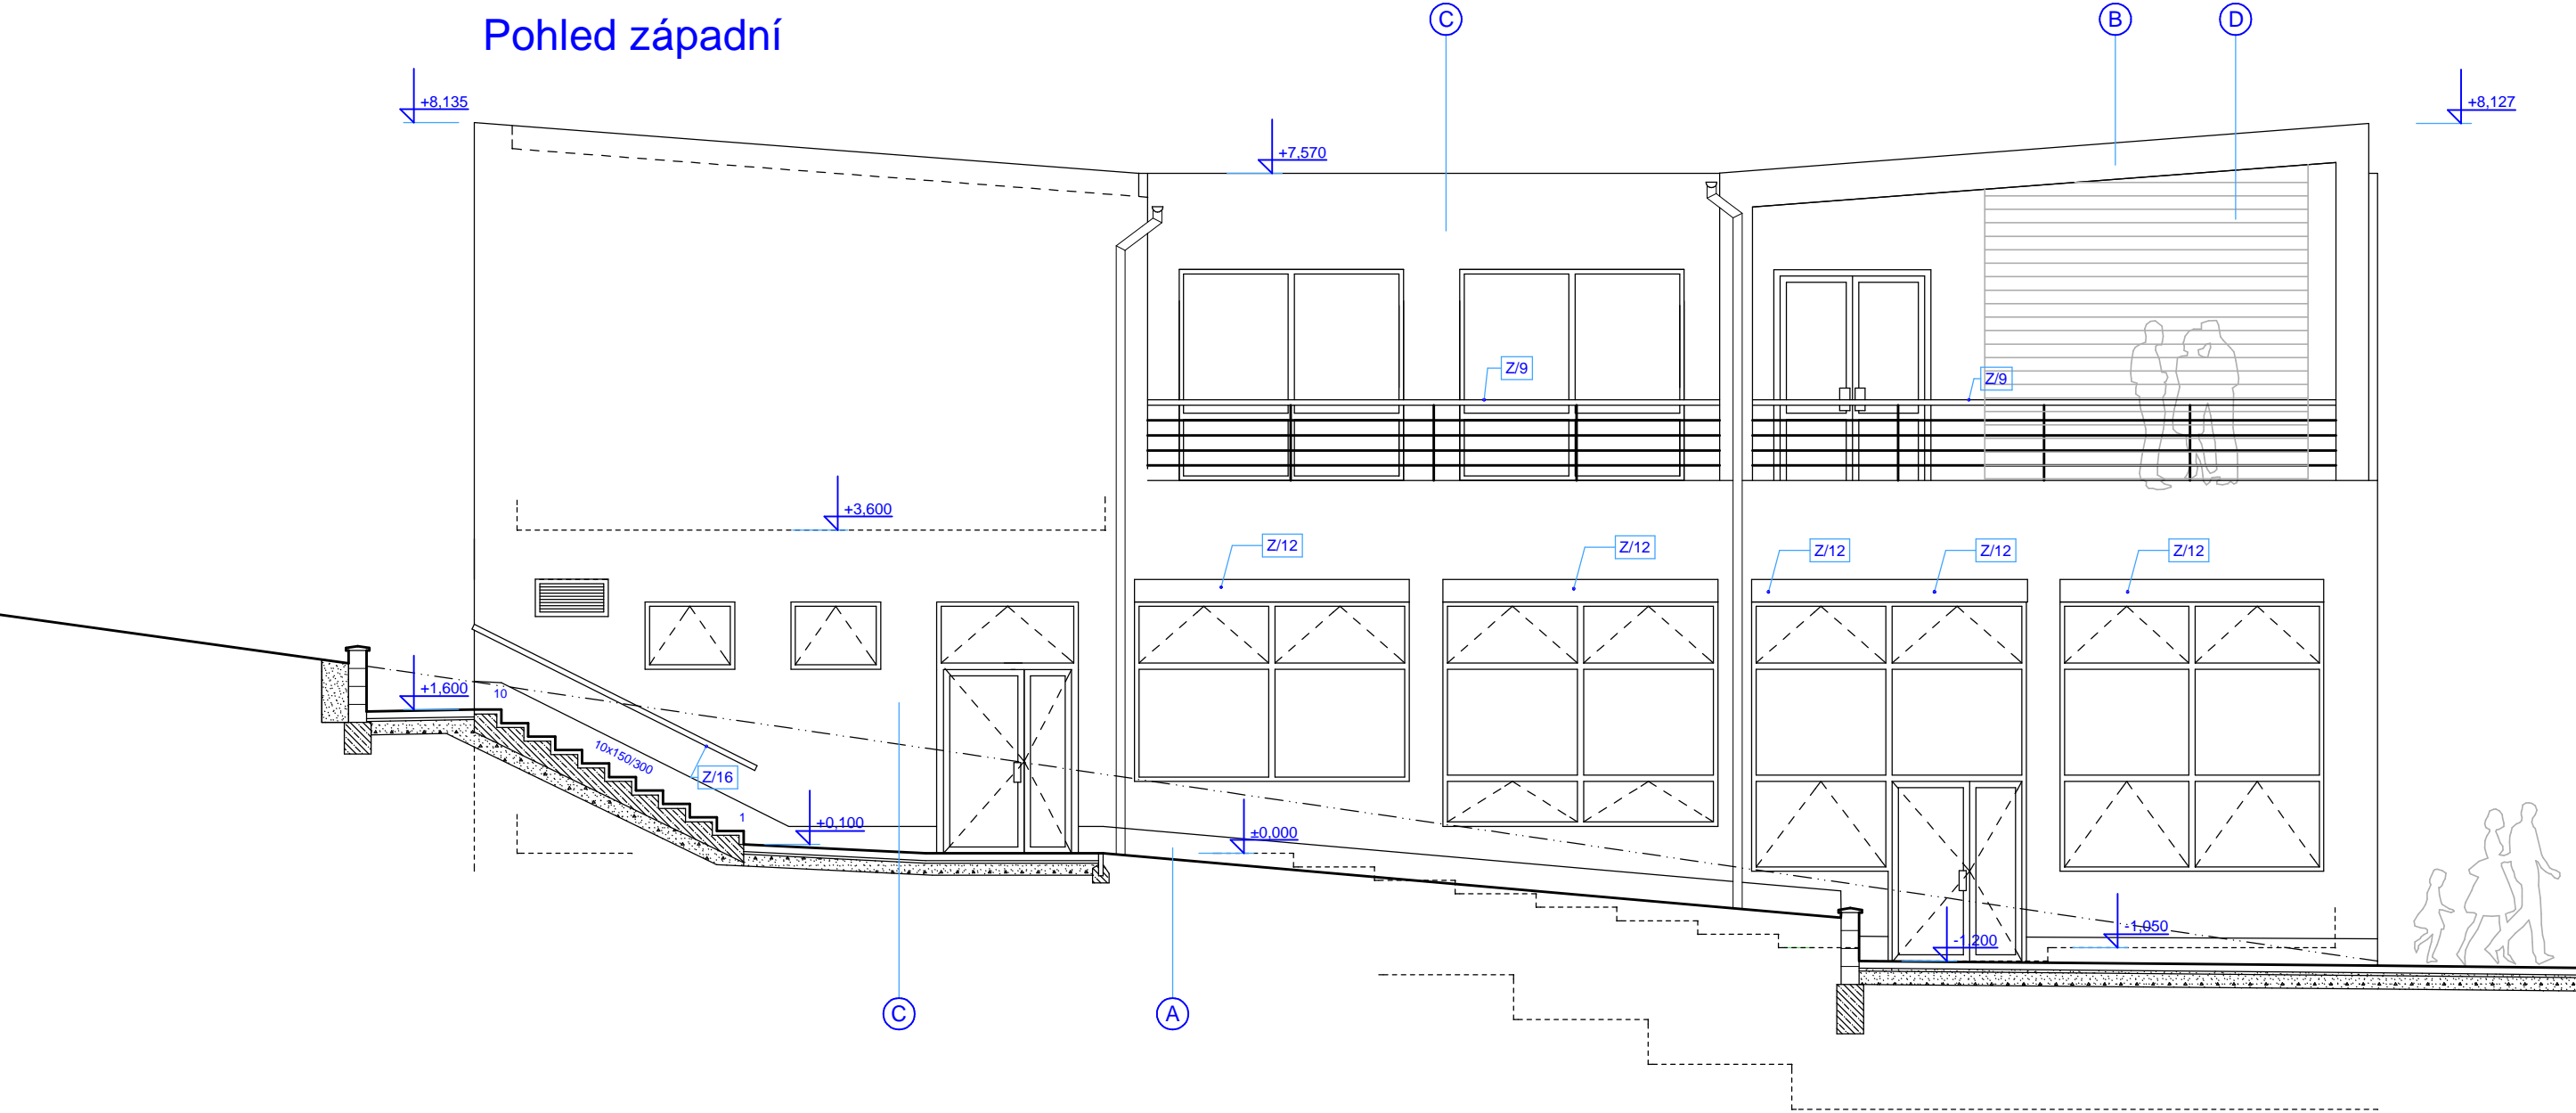 Pohled západní
C
B
D
+8,135
+8,127
+7,570
Z/9
Z/9
+3,600
Z/12
Z/12
Z/12
Z/12
Z/12
+1,600
10
10x150/300
Z/16
1
+0,100
±0,000
-1,200
-1,050
C
A